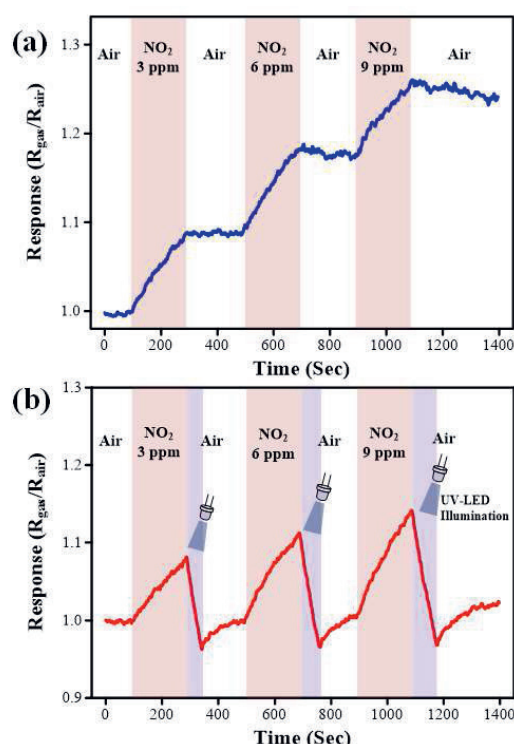 (a)
1.3
1.2
1.1
1.0
Response (Rgas/Rair)
Air
NO2
3 ppm
Air
NO2
6 ppm
Air
NO2
9 ppm
Air
0 200 400 600 800 1000 1200 1400
Time (Sec)
(b)
1.3
1.2
1.1
1.0
0.9
Response (Rgas/Rair)
Air
NO2
3 ppm
Air
NO2
6 ppm
Air
NO2
9 ppm
Air
UV-LED
Illumination
0 200 400 600 800 1000 1200 1400
Time (Sec)